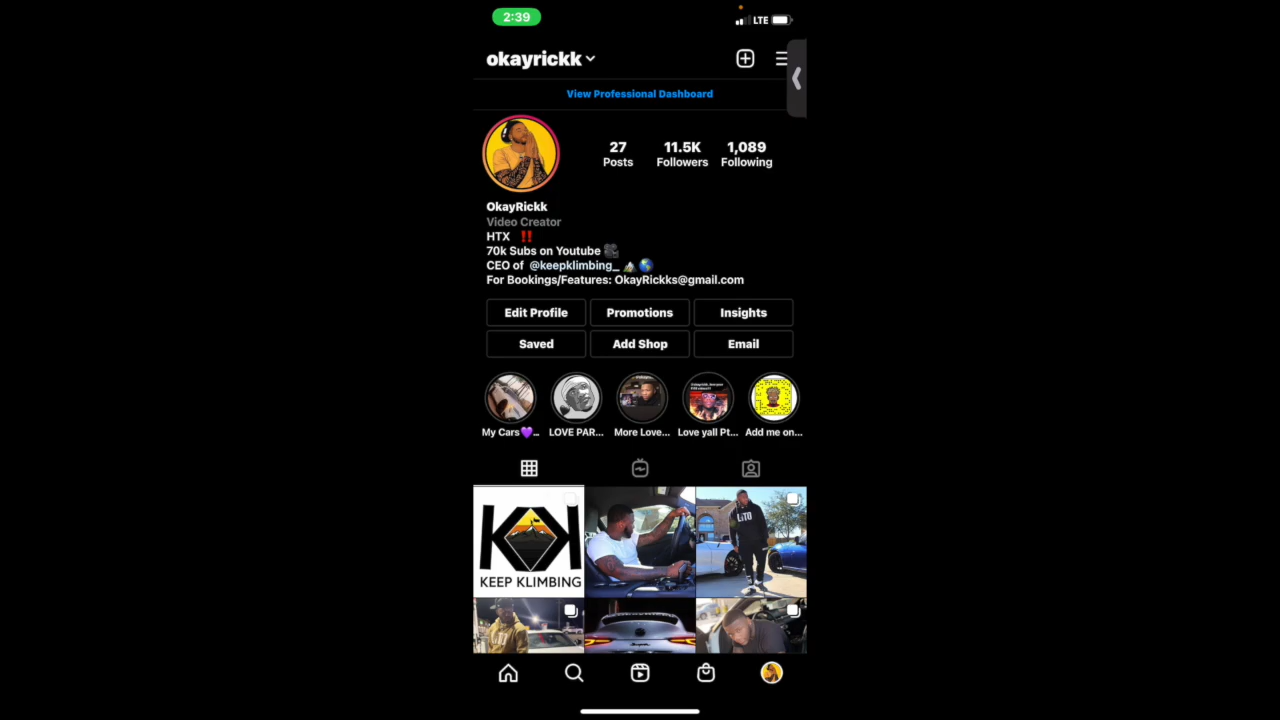 2:39
LTE
okayrickk
View Professional Dashboard
27 11.5K 1,089
Posts Followers Following
OkayRickk
Video Creator
HTX ‼️
70k Subs on Youtube 🎥
CEO of @keepklimbing_ ⛰️🌎
For Bookings/Features: OkayRickks@gmail.com
Edit Profile Promotions Insights
Saved Add Shop Email
My Cars💜... LOVE PAR... More Love... Love yall Pt... Add me on...
KK
KEEP KLIMBING
LITO